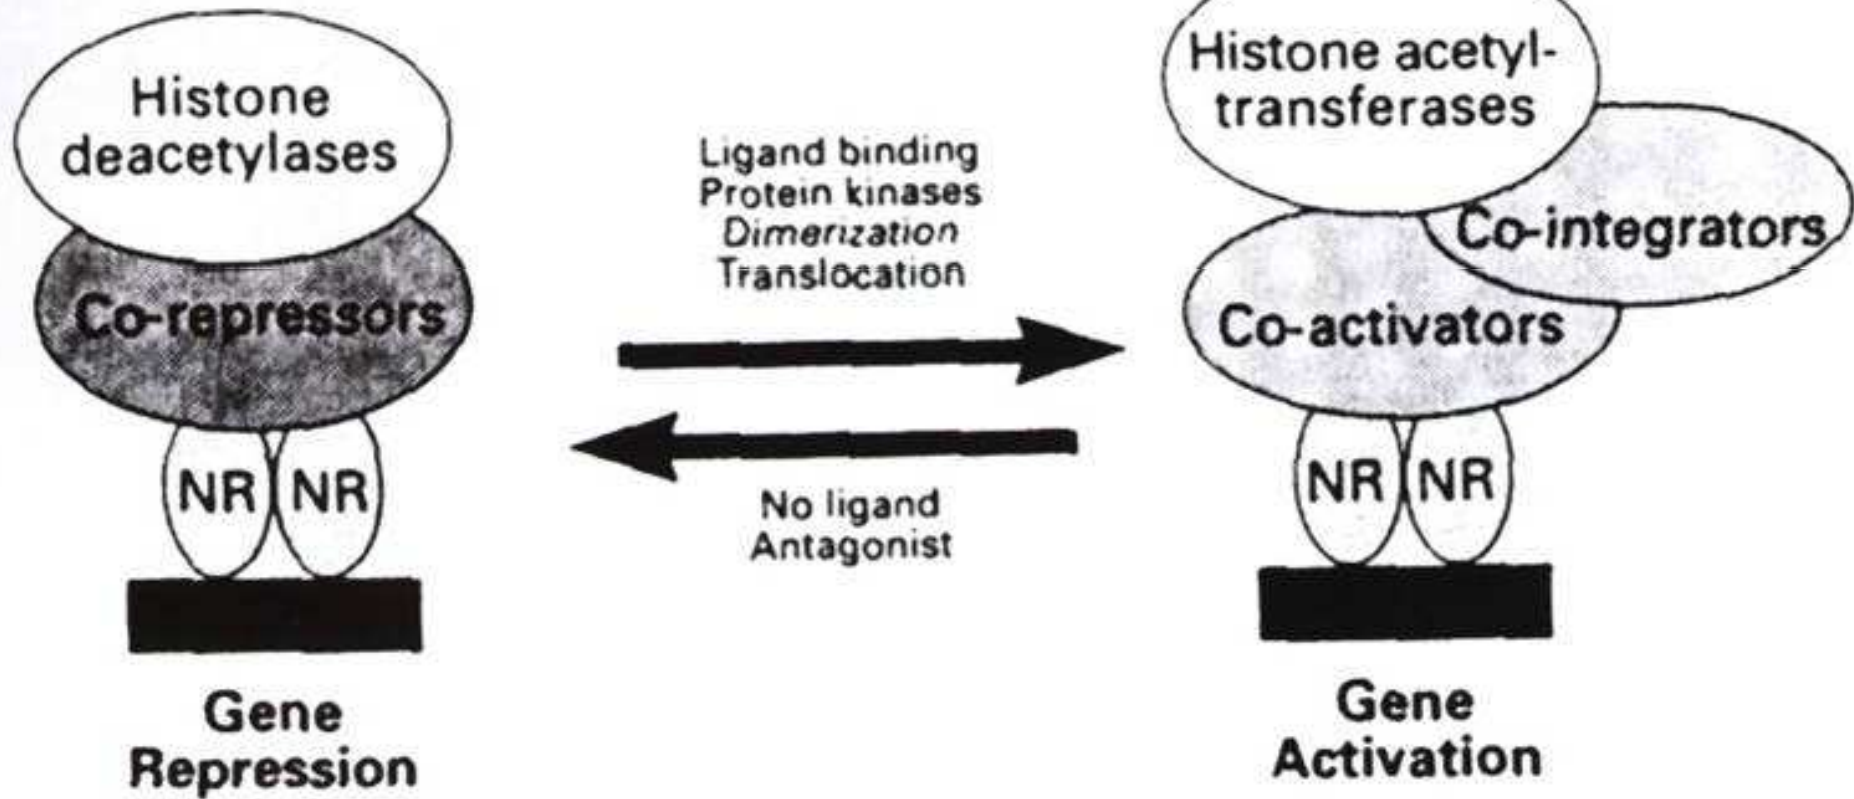 Histone
deacetylases
Co-repressors
NR NR
Gene
Repression
Ligand binding
Protein kinases
Dimerization
Translocation
No ligand
Antagonist
Histone acetyl-
transferases
Co-integrators
Co-activators
NR NR
Gene
Activation